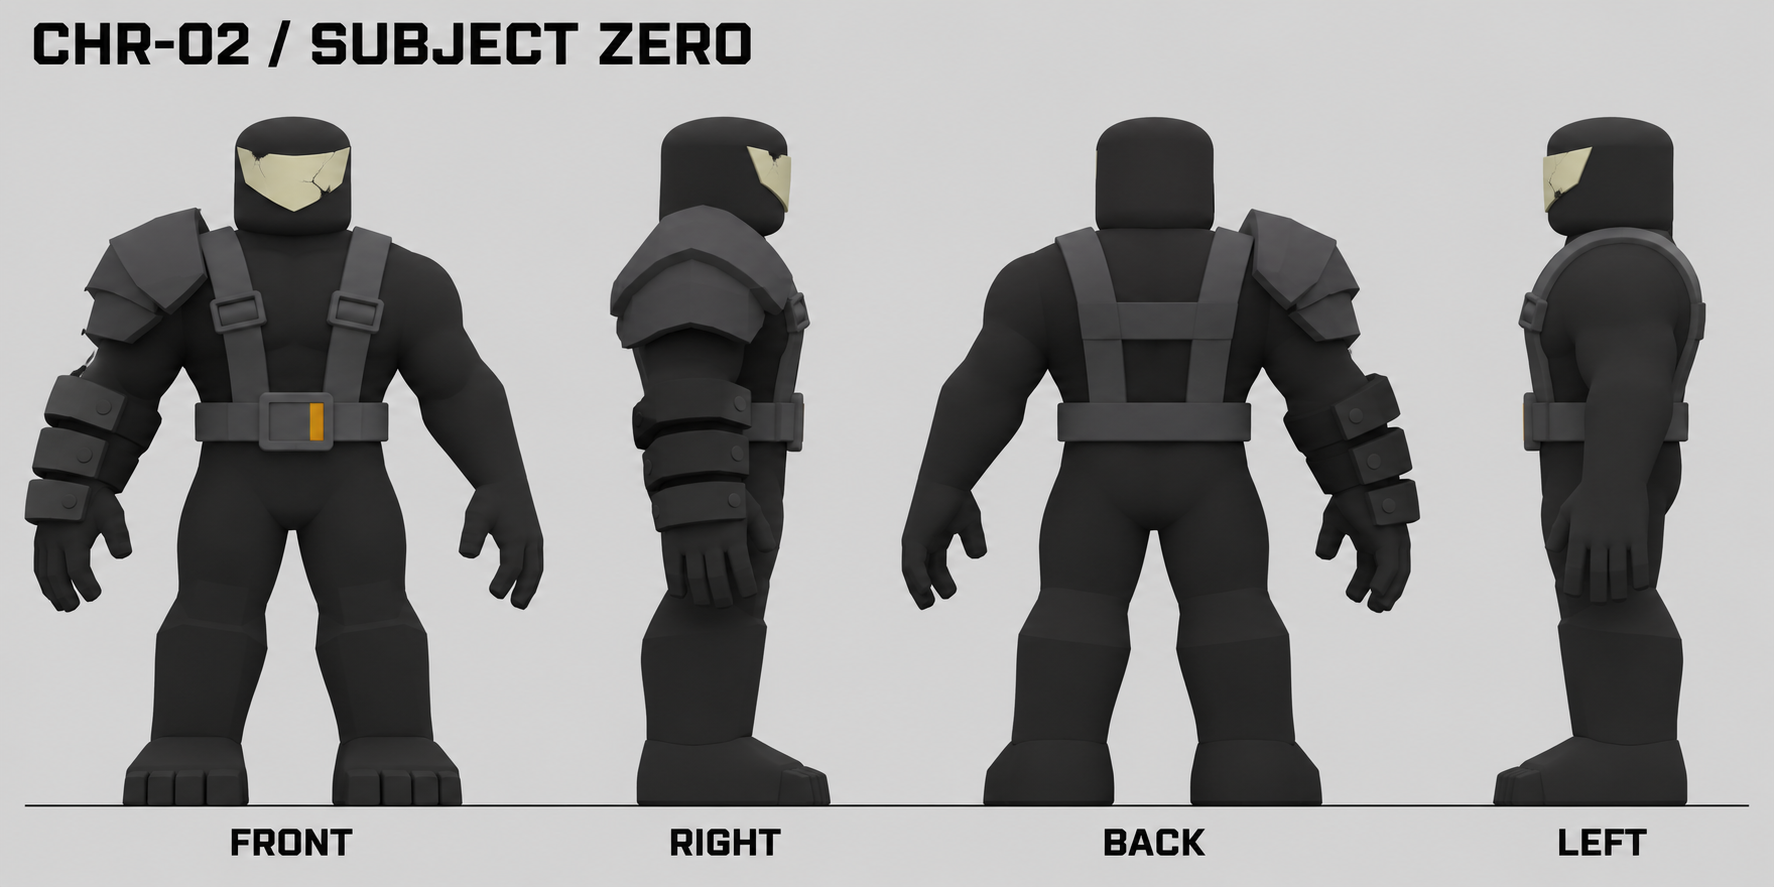 CHR-02 / SUBJECT ZERO
FRONT
RIGHT
BACK
LEFT